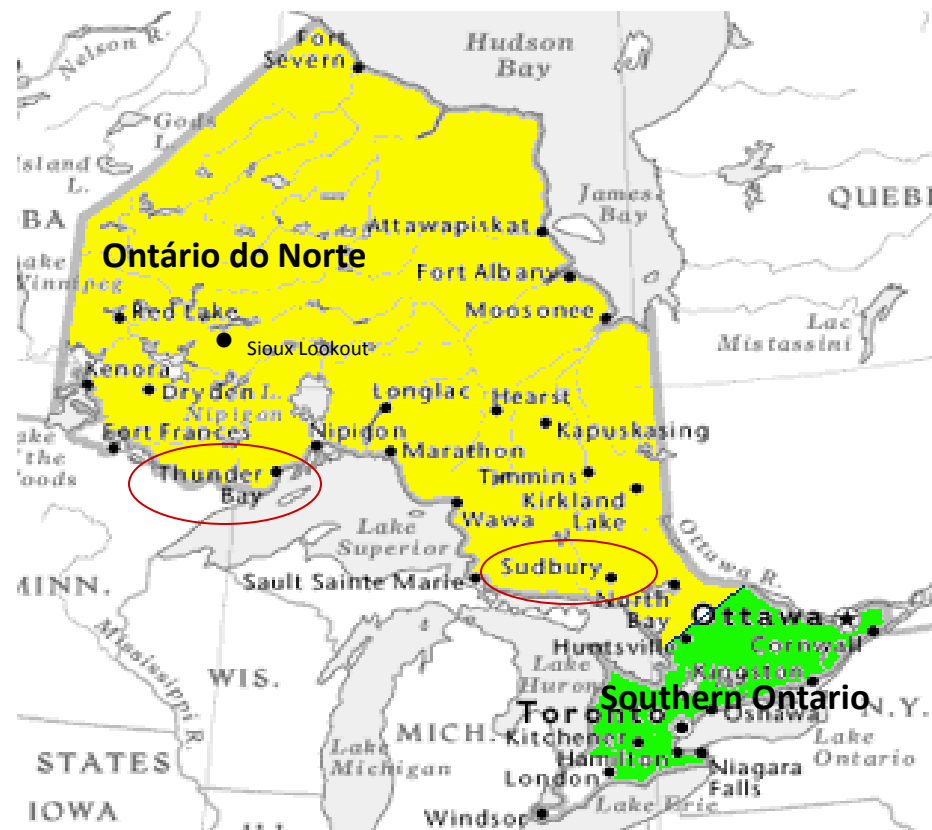 Nelson R.
Fort
Severn
Hudson
Bay
Gods
L.
Island
L.
BA
James
Bay
QUEBE
Attawapiskat
Ontário do Norte
Fort Albany
Lake
Winnipeg
Red Lake
Moosonee
Lac
Mistassini
Sioux Lookout
Kenora
Dryden
L.
Nipigon
Longlac
Hearst
Fort Frances
Nipigon
Kapuskasing
Lake
the
oods
Marathon
Thunder
Bay
Timmins
Kirkland
Lake
Wawa
Lake
Superior
Ottawa R.
Sudbury
MINN.
Sault Sainte Marie
North
Bay
Ottawa
Cornwall
Huntsville
Mississippi R.
WIS.
Lake
Huron
Kingston
Southern Ontario
Toronto
Oshawa
N.Y.
MICH.
Kitchener
Lake
Ontario
Lake
Michigan
Hamilton
STATES
London
Niagara
Falls
IOWA
Windsor
Lake Erie